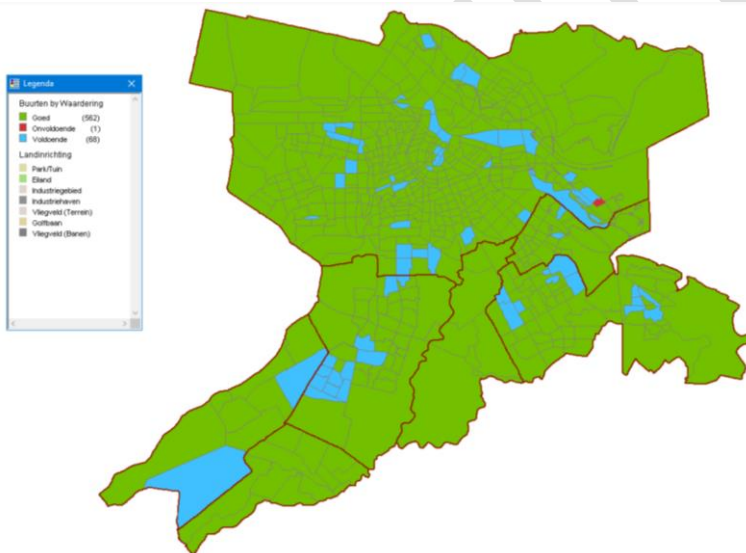 Legenda
Buurten by Waardering
Goed (562)
Onvoldoende (1)
Voldoende (68)
Landinrichting
Park/Tuin
Eiland
Industriegebied
Industriehaven
Vliegveld (Terrein)
Golfbaan
Vliegveld (Banen)